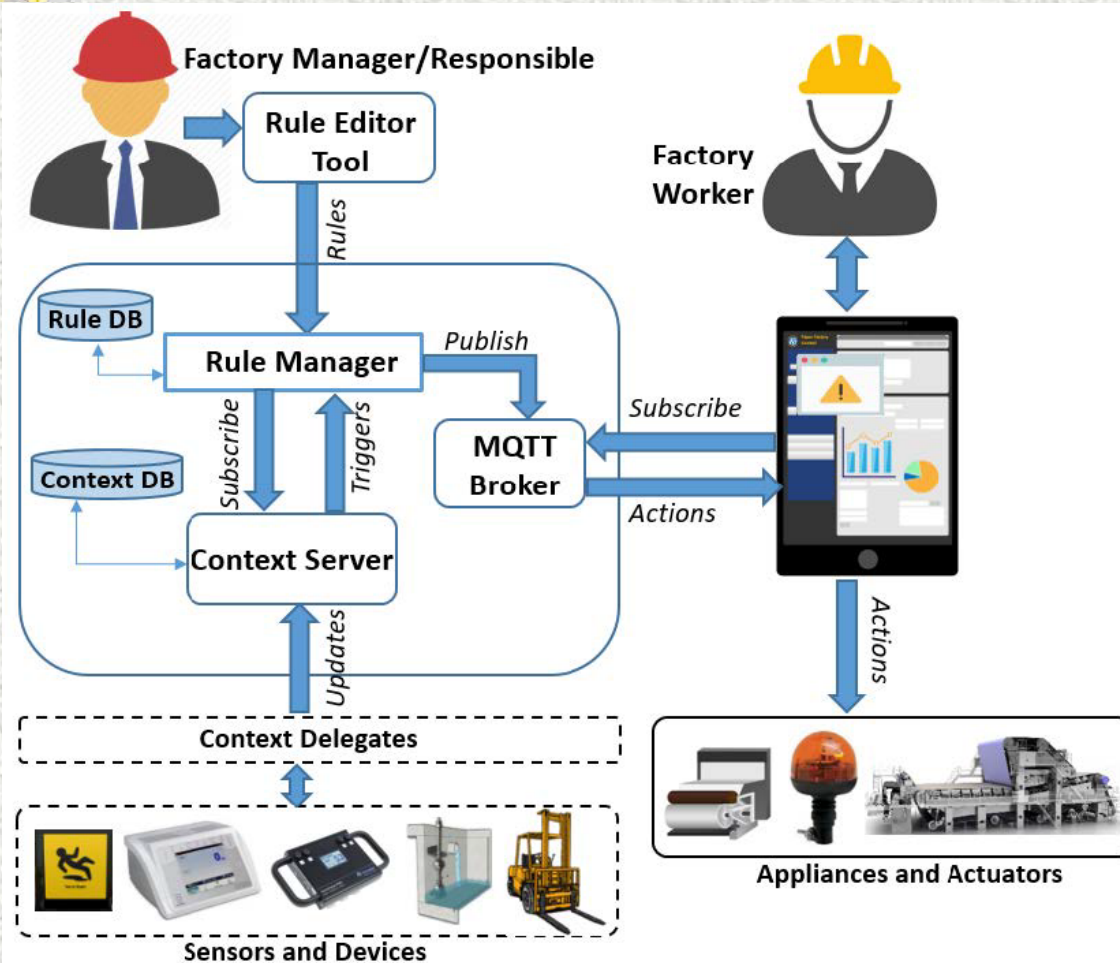 Factory Manager/Responsible
Rule Editor
Tool
Factory
Worker
Rules
Rule DB
Rule Manager
Publish
Subscribe
Triggers
MQTT
Broker
Subscribe
Actions
Context DB
Context Server
Updates
Actions
Context Delegates
Sensors and Devices
Appliances and Actuators